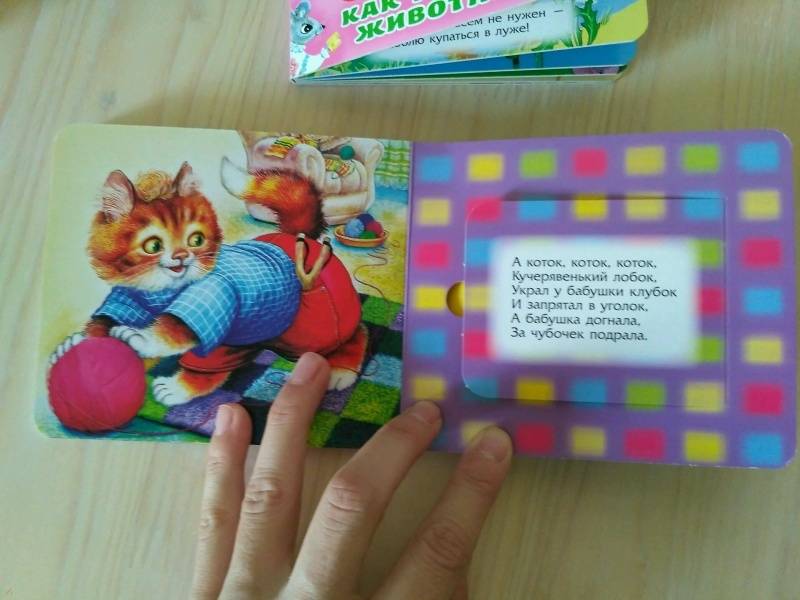 КАК
ЖИВОТН
не нужен –
купаться в луже!
А коток, коток, коток,
Кучерявенький лобок,
Украл у бабушки клубок
И запрятал в уголок,
А бабушка догнала,
За чубочек подрала.